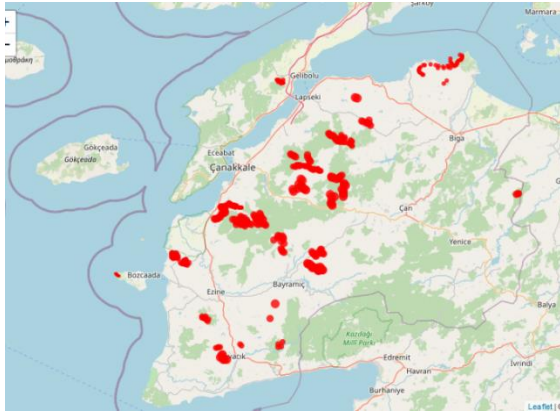 Şarköy
Marmara
+
−
Gelibolu
Lapseki
Biga
Eceabat
Gökçeada
Gökçeada
Çanakkale
Çan
Yenice
Bozcaada
Ezine
Bayramiç
Balya
Kazdağı
Milli Parkı
Edremit
Havran
İvrindi
Burhaniye
Leaflet |